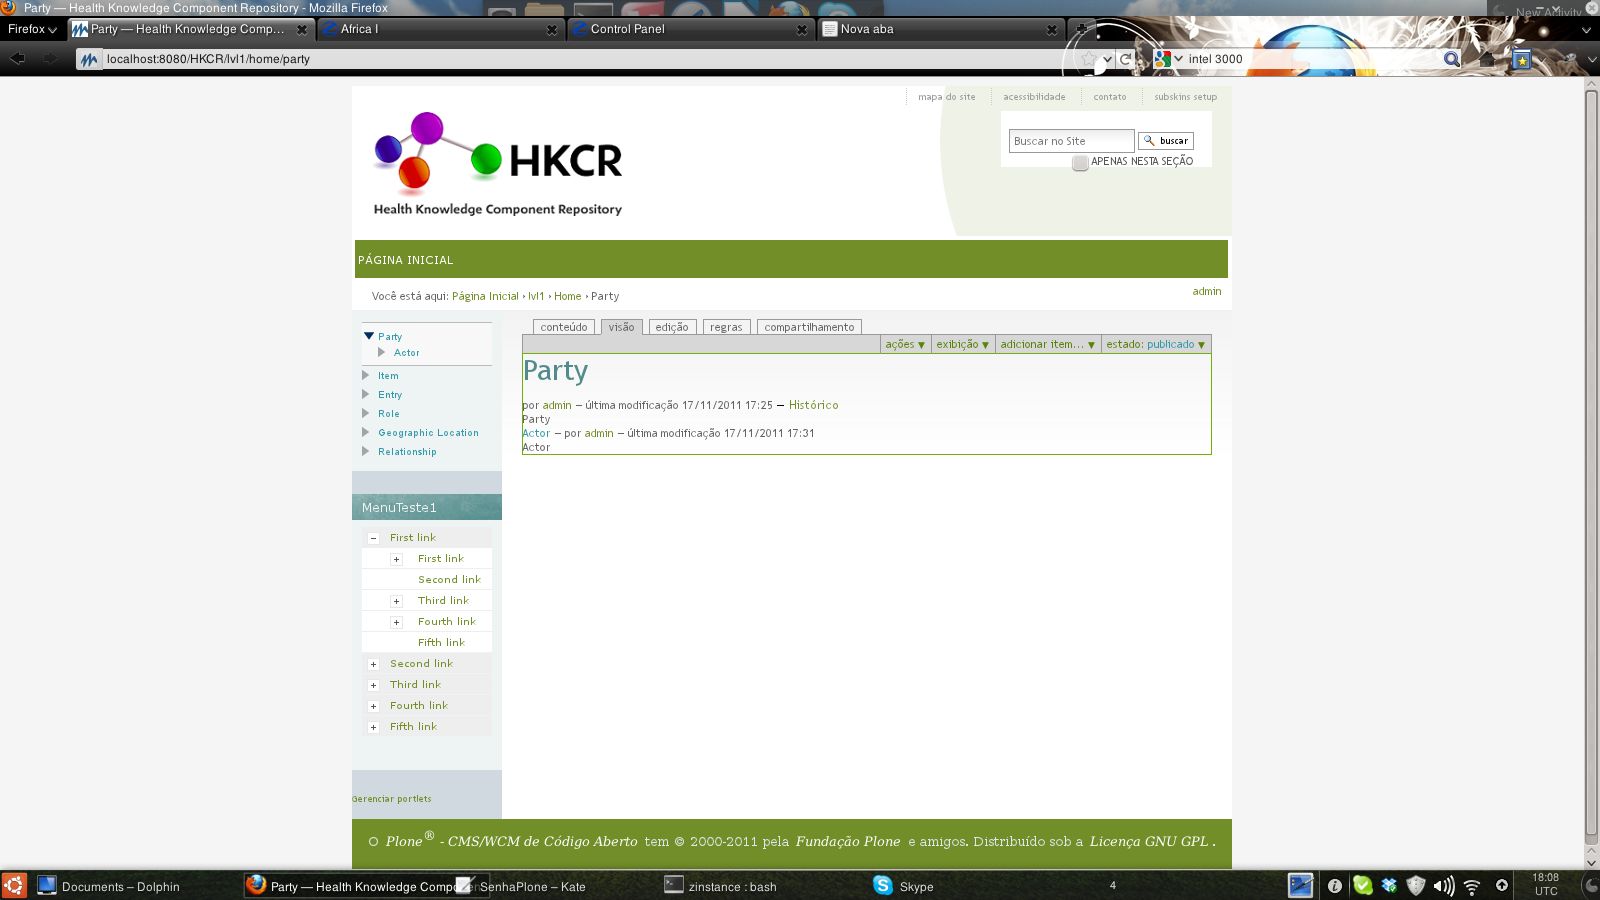 Party — Health Knowledge Component Repository - Mozilla Firefox
New Activity
Firefox
Party — Health Knowledge Comp...
Africa I
Control Panel
Nova aba
localhost:8080/HKCR/lvl1/home/party
intel 3000
mapa do site
acessibilidade
contato
subskins setup
HKCR
Health Knowledge Component Repository
Buscar no Site
buscar
APENAS NESTA SEÇÃO
PÁGINA INICIAL
Você está aqui: Página Inicial › lvl1 › Home › Party
admin
Party
Actor
Item
Entry
Role
Geographic Location
Relationship
MenuTeste1
First link
First link
Second link
Third link
Fourth link
Fifth link
Second link
Third link
Fourth link
Fifth link
Gerenciar portlets
conteúdo
visão
edição
regras
compartilhamento
ações ▼
exibição ▼
adicionar item... ▼
estado: publicado ▼
Party
por admin — última modificação 17/11/2011 17:25 — Histórico
Party
Actor — por admin — última modificação 17/11/2011 17:31
Actor
O Plone® - CMS/WCM de Código Aberto tem © 2000-2011 pela Fundação Plone e amigos. Distribuído sob a Licença GNU GPL .
Documents – Dolphin
Party — Health Knowledge Compo
SenhaPlone – Kate
zinstance : bash
Skype
4
18:08
UTC